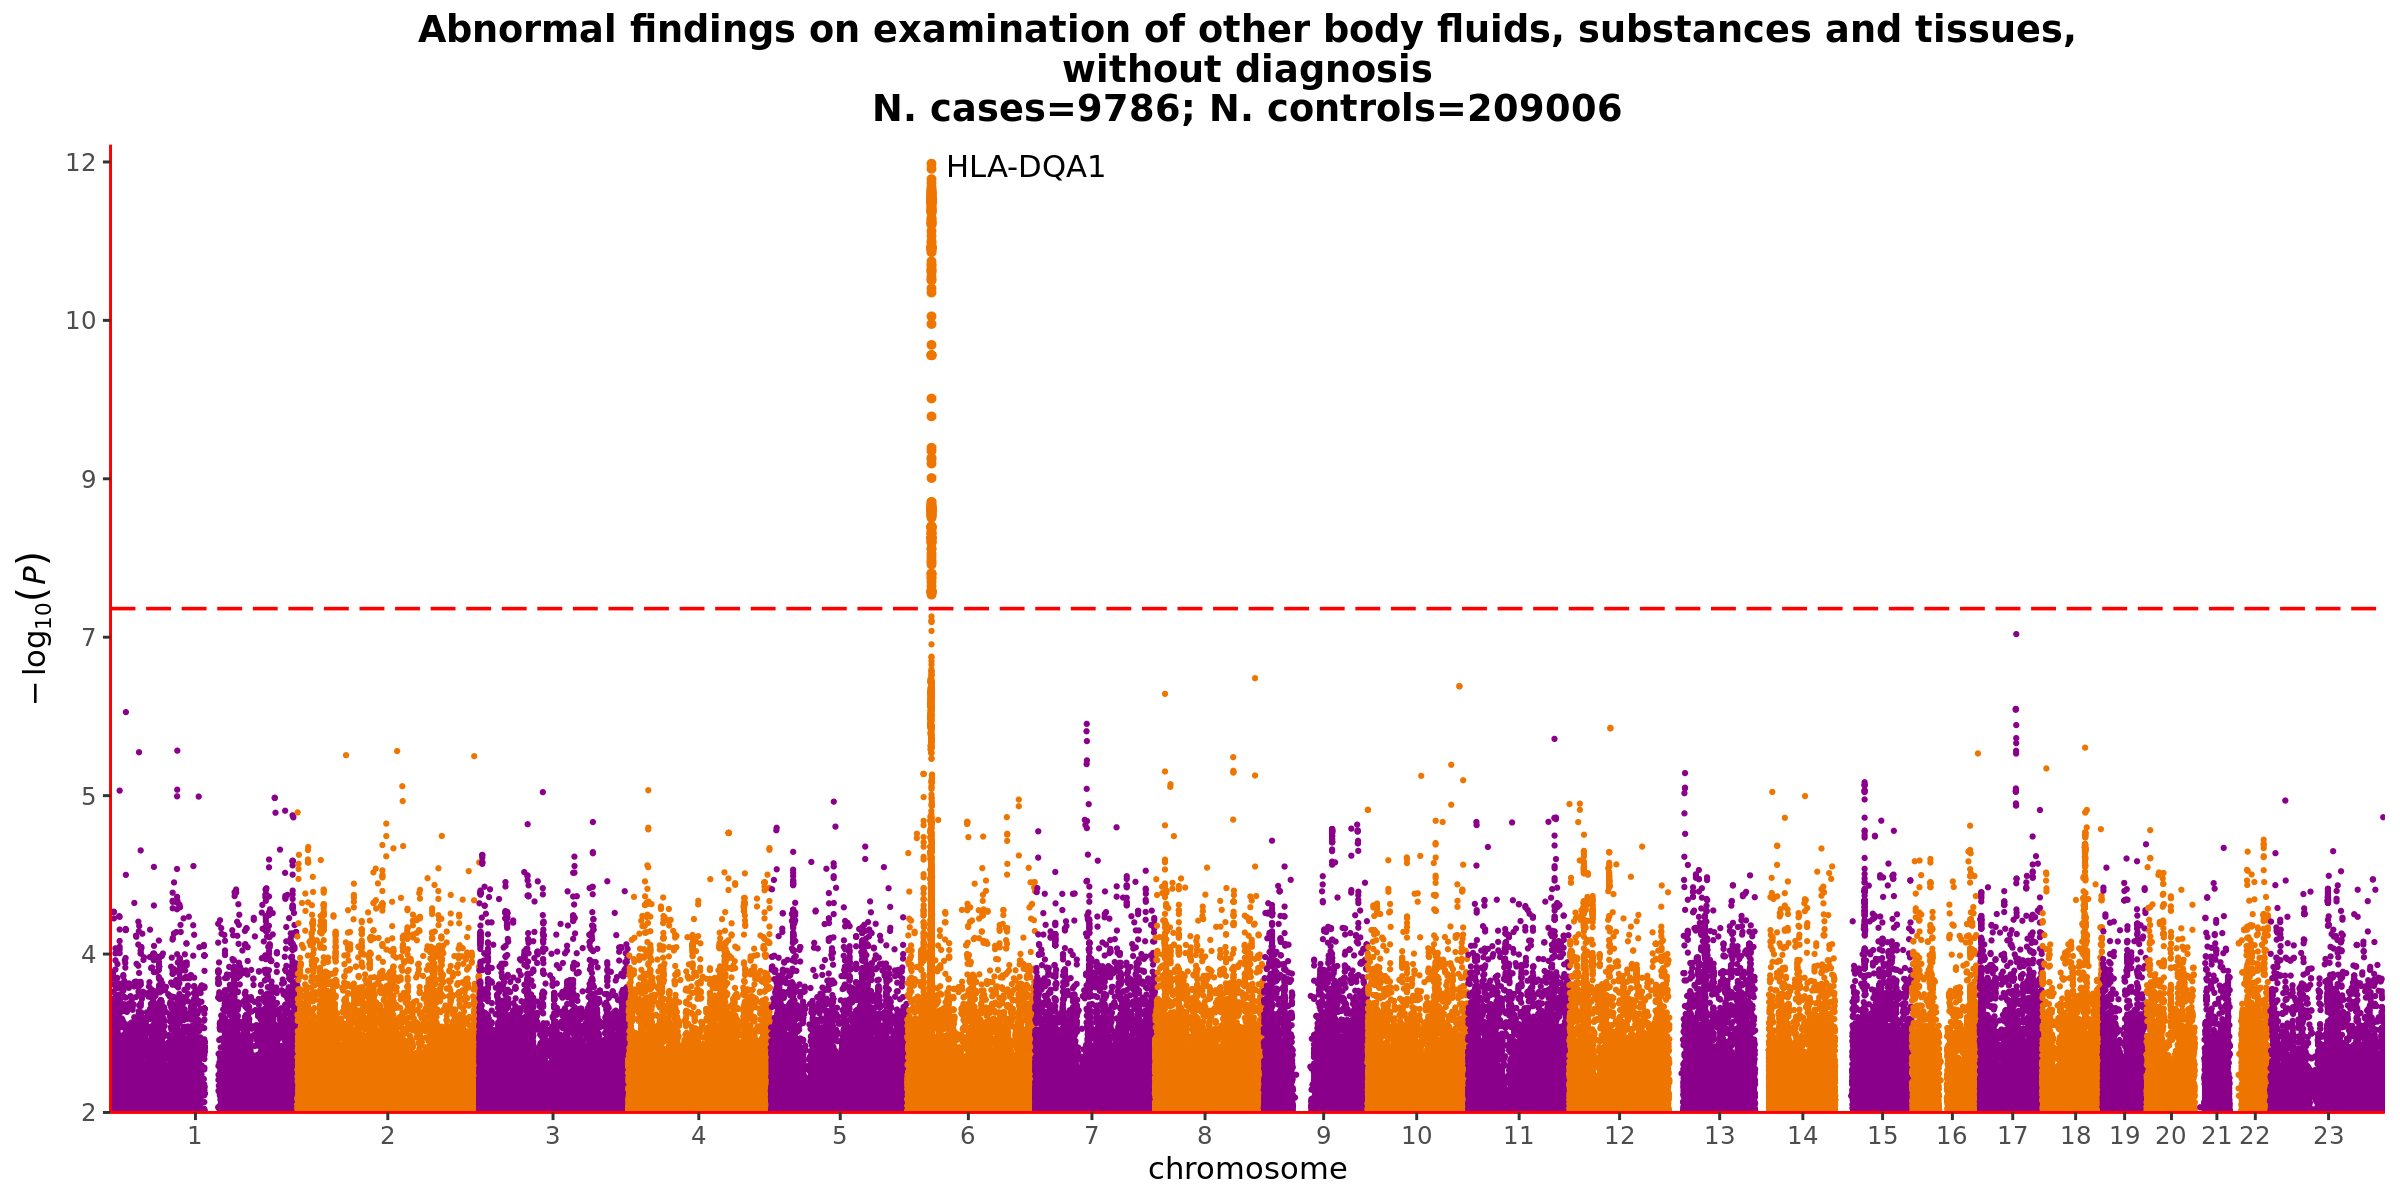 Abnormal findings on examination of other body fluids, substances and tissues,
without diagnosis
N. cases=9786; N. controls=209006
HLA-DQA1
12
10
9
7
5
4
2
−log10(P)
1 2 3 4 5 6 7 8 9 10 11 12 13 14 15 16 17 18 19 20 21 22 23
chromosome